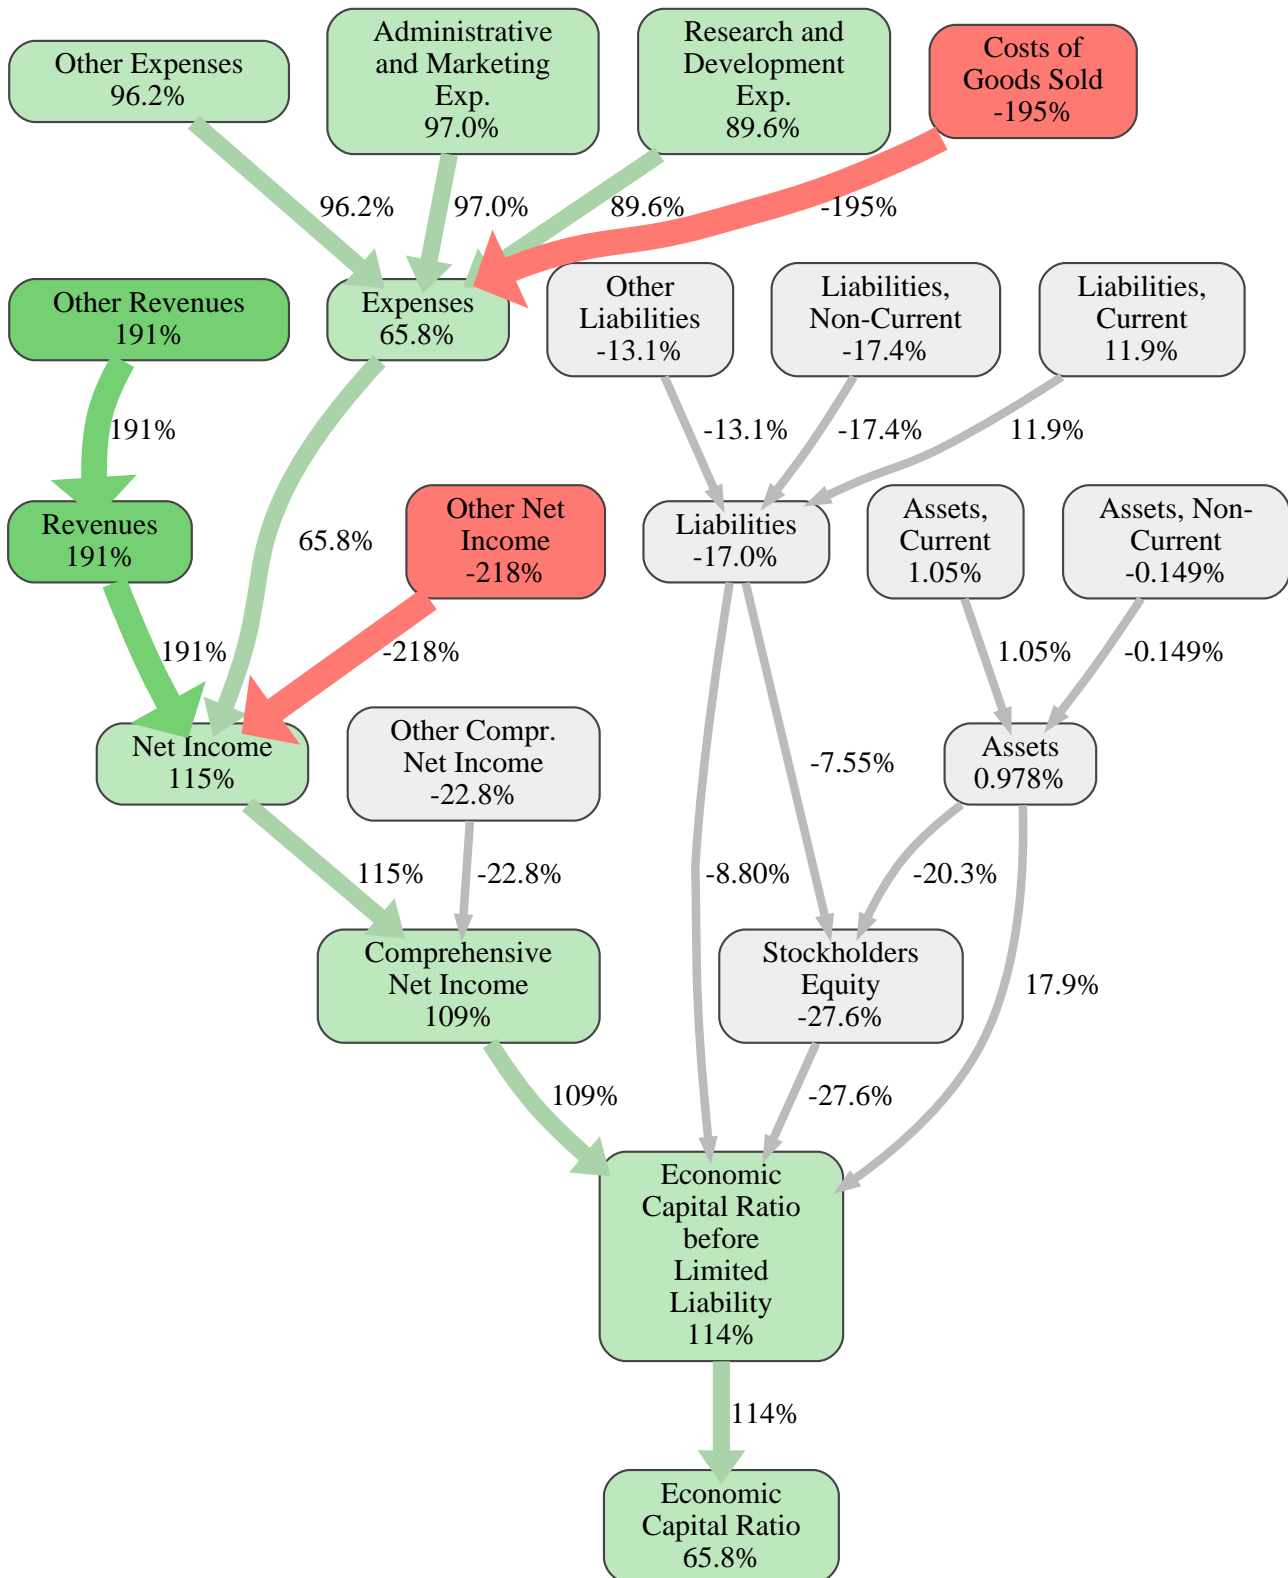 Other Expenses
96.2%
Administrative
and Marketing
Exp.
97.0%
Research and
Development
Exp.
89.6%
Costs of
Goods Sold
-195%
96.2%
97.0%
89.6%
-195%
Other Revenues
191%
Expenses
65.8%
Other
Liabilities
-13.1%
Liabilities,
Non-Current
-17.4%
Liabilities,
Current
11.9%
191%
-13.1%
-17.4%
11.9%
Revenues
191%
65.8%
Other Net
Income
-218%
Liabilities
-17.0%
Assets,
Current
1.05%
Assets, Non-
Current
-0.149%
191%
-218%
1.05%
-0.149%
Net Income
115%
Other Compr.
Net Income
-22.8%
-7.55%
Assets
0.978%
115%
-22.8%
-8.80%
-20.3%
Comprehensive
Net Income
109%
Stockholders
Equity
-27.6%
17.9%
109%
-27.6%
Economic
Capital Ratio
before
Limited
Liability
114%
114%
Economic
Capital Ratio
65.8%